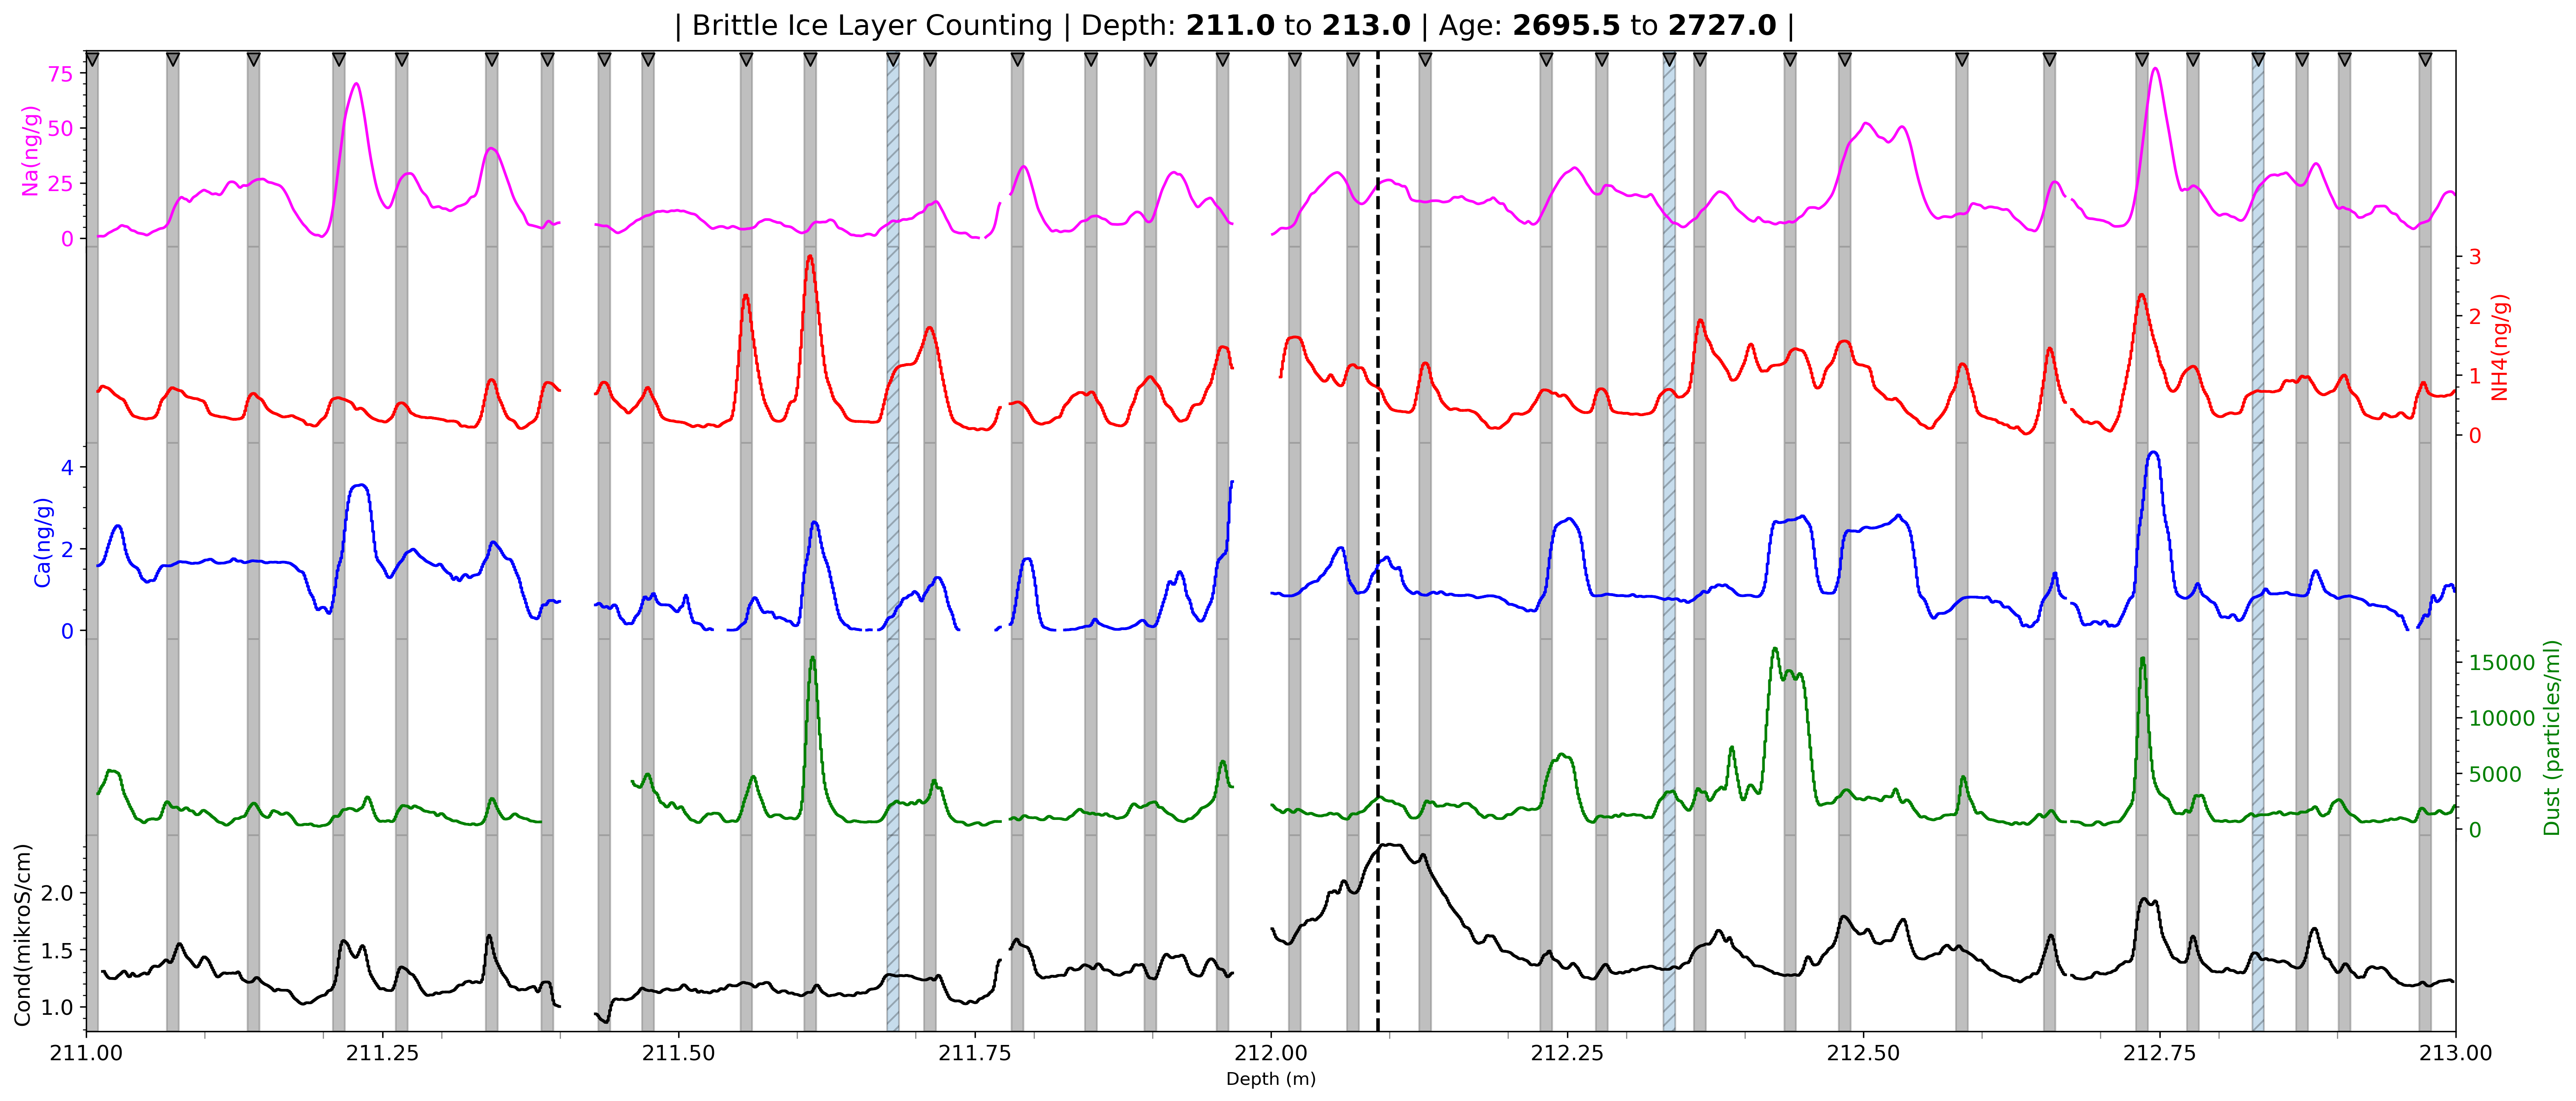 | Brittle Ice Layer Counting | Depth: 211.0 to 213.0 | Age: 2695.5 to 2727.0 |
Na(ng/g)
75
50
25
0
3
2
1
0
NH4(ng/g)
Ca(ng/g)
4
2
0
15000
10000
5000
0
Dust (particles/ml)
Cond(mikroS/cm)
2.0
1.5
1.0
211.00 211.25 211.50 211.75 212.00 212.25 212.50 212.75 213.00
Depth (m)